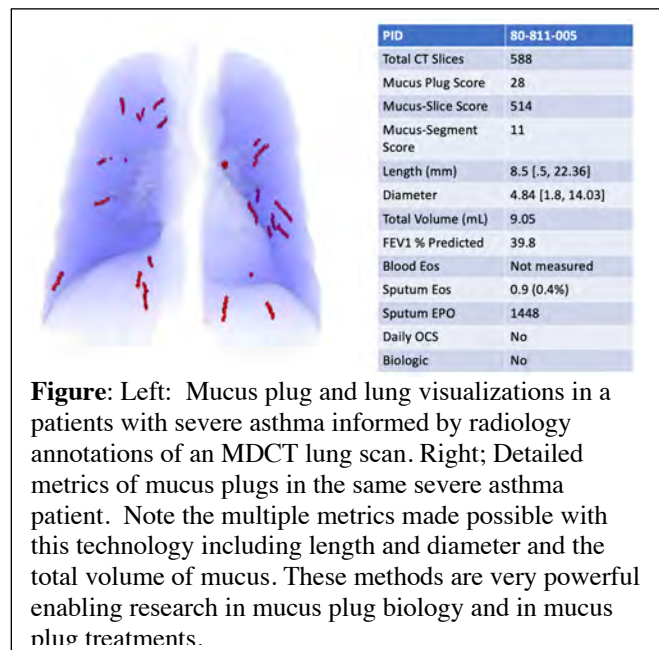 PID 80-811-005
Total CT Slices 588
Mucus Plug Score 28
Mucus-Slice Score 514
Mucus-Segment 11
Score
Length (mm) 8.5 [.5, 22.36]
Diameter 4.84 [1.8, 14.03]
Total Volume (mL) 9.05
FEV1 % Predicted 39.8
Blood Eos Not measured
Sputum Eos 0.9 (0.4%)
Sputum EPO 1448
Daily OCS No
Biologic No
Figure: Left: Mucus plug and lung visualizations in a
patients with severe asthma informed by radiology
annotations of an MDCT lung scan. Right; Detailed
metrics of mucus plugs in the same severe asthma
patient. Note the multiple metrics made possible with
this technology including length and diameter and the
total volume of mucus. These methods are very powerful
enabling research in mucus plug biology and in mucus
plug treatments.